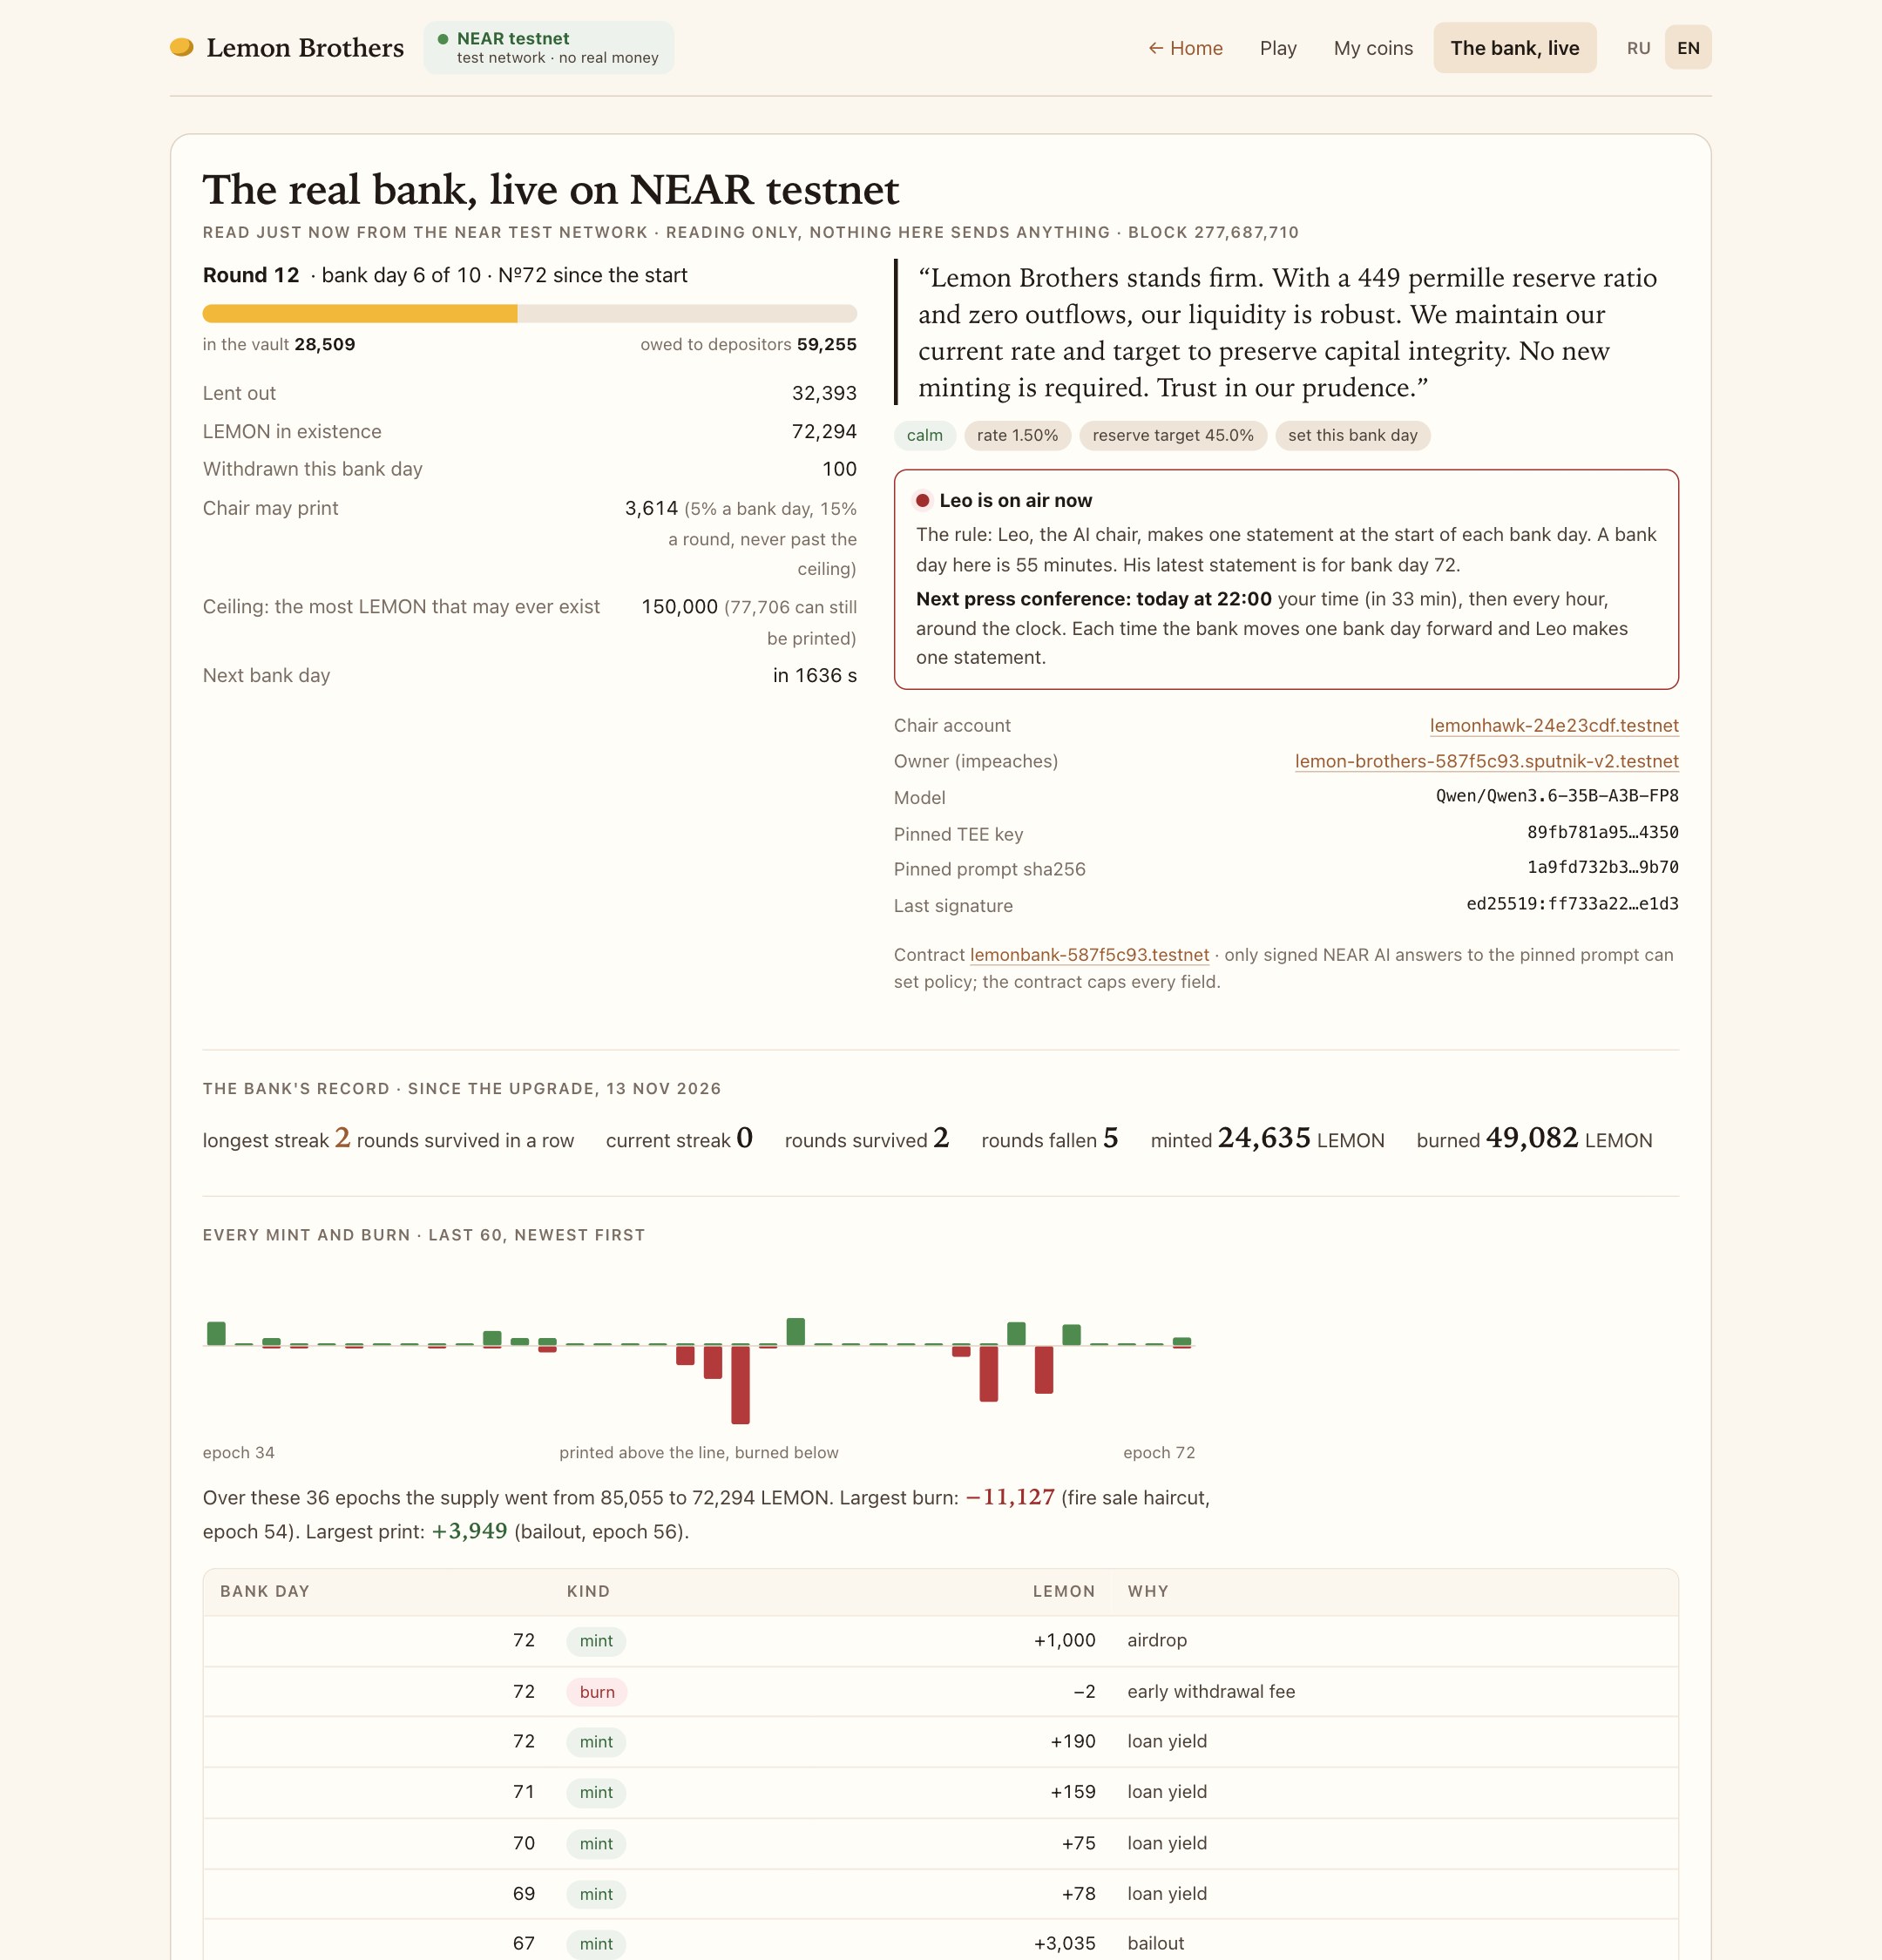 Lemon Brothers
NEAR testnet
test network · no real money
← Home
Play
My coins
The bank, live
RU
EN
The real bank, live on NEAR testnet
READ JUST NOW FROM THE NEAR TEST NETWORK · READING ONLY, NOTHING HERE SENDS ANYTHING · BLOCK 277,687,710
Round 12 · bank day 6 of 10 · №72 since the start
in the vault 28,509
owed to depositors 59,255
Lent out 32,393
LEMON in existence 72,294
Withdrawn this bank day 100
Chair may print 3,614 (5% a bank day, 15%
a round, never past the
ceiling)
Ceiling: the most LEMON that may ever exist 150,000 (77,706 can still
be printed)
Next bank day in 1636 s
“Lemon Brothers stands firm. With a 449 permille reserve ratio
and zero outflows, our liquidity is robust. We maintain our
current rate and target to preserve capital integrity. No new
minting is required. Trust in our prudence.”
calm
rate 1.50%
reserve target 45.0%
set this bank day
Leo is on air now
The rule: Leo, the AI chair, makes one statement at the start of each bank day. A bank
day here is 55 minutes. His latest statement is for bank day 72.
Next press conference: today at 22:00 your time (in 33 min), then every hour,
around the clock. Each time the bank moves one bank day forward and Leo makes
one statement.
Chair account lemonhawk-24e23cdf.testnet
Owner (impeaches) lemon-brothers-587f5c93.sputnik-v2.testnet
Model Qwen/Qwen3.6-35B-A3B-FP8
Pinned TEE key 89fb781a95…4350
Pinned prompt sha256 1a9fd732b3…9b70
Last signature ed25519:ff733a22…e1d3
Contract lemonbank-587f5c93.testnet · only signed NEAR AI answers to the pinned prompt can
set policy; the contract caps every field.
THE BANK'S RECORD · SINCE THE UPGRADE, 13 NOV 2026
longest streak 2 rounds survived in a row
current streak 0
rounds survived 2
rounds fallen 5
minted 24,635 LEMON
burned 49,082 LEMON
EVERY MINT AND BURN · LAST 60, NEWEST FIRST
epoch 34
printed above the line, burned below
epoch 72
Over these 36 epochs the supply went from 85,055 to 72,294 LEMON. Largest burn: −11,127 (fire sale haircut,
epoch 54). Largest print: +3,949 (bailout, epoch 56).
BANK DAY KIND LEMON WHY
72 mint +1,000 airdrop
72 burn −2 early withdrawal fee
72 mint +190 loan yield
71 mint +159 loan yield
70 mint +75 loan yield
69 mint +78 loan yield
67 mint +3,035 bailout